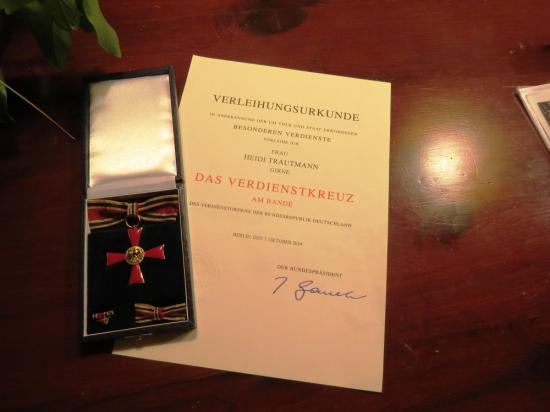 VERLEIHUNGSURKUNDE
IN ANERKENNUNG DER UM VOLK UND STAAT ERWORBENEN
BESONDEREN VERDIENSTE
VERLEIHE ICH
FRAU
HEIDI TRAUTMANN
GIRNE
DAS VERDIENSTKREUZ
AM BANDE
DES VERDIENSTORDENS DER BUNDESREPUBLIK DEUTSCHLAND
BERLIN, DEN 7. OKTOBER 2014
DER BUNDESPRÄSIDENT
J Gauck